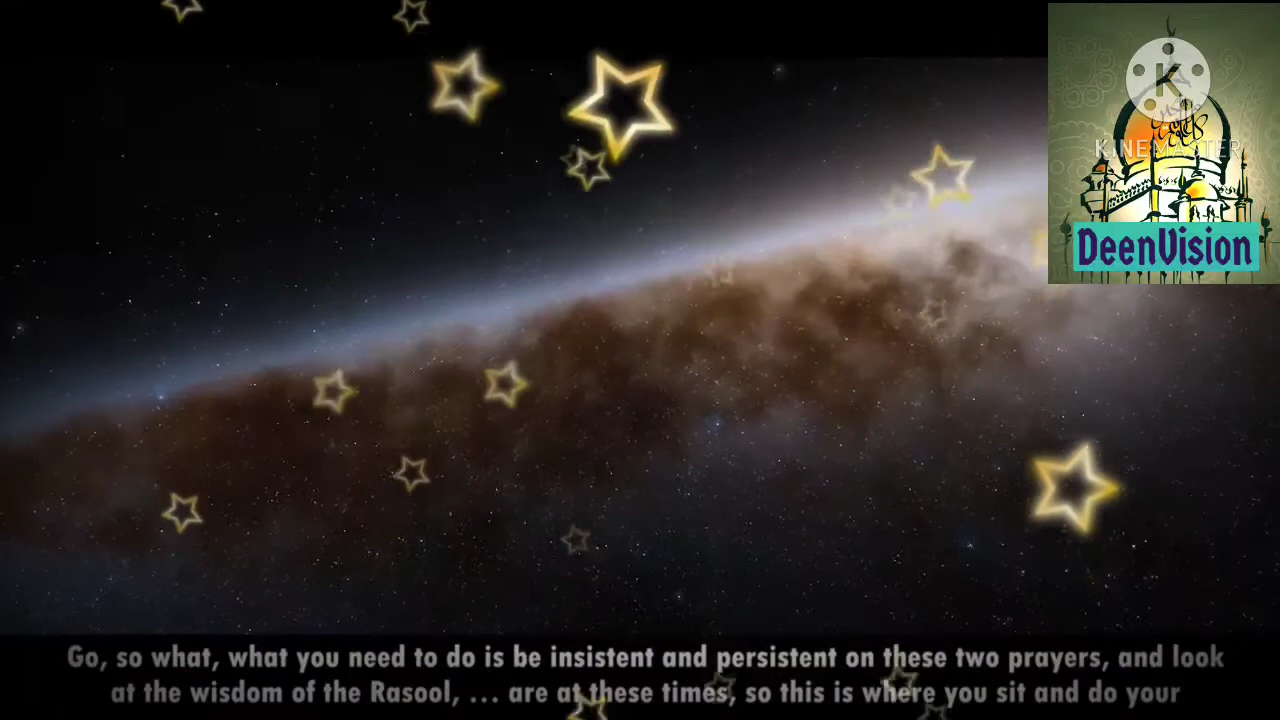 K
KINEMASTER
DeenVision
Go, so what, what you need to do is be insistent and persistent on these two prayers, and look
at the wisdom of the Rasool, ... are at these times, so this is where you sit and do your